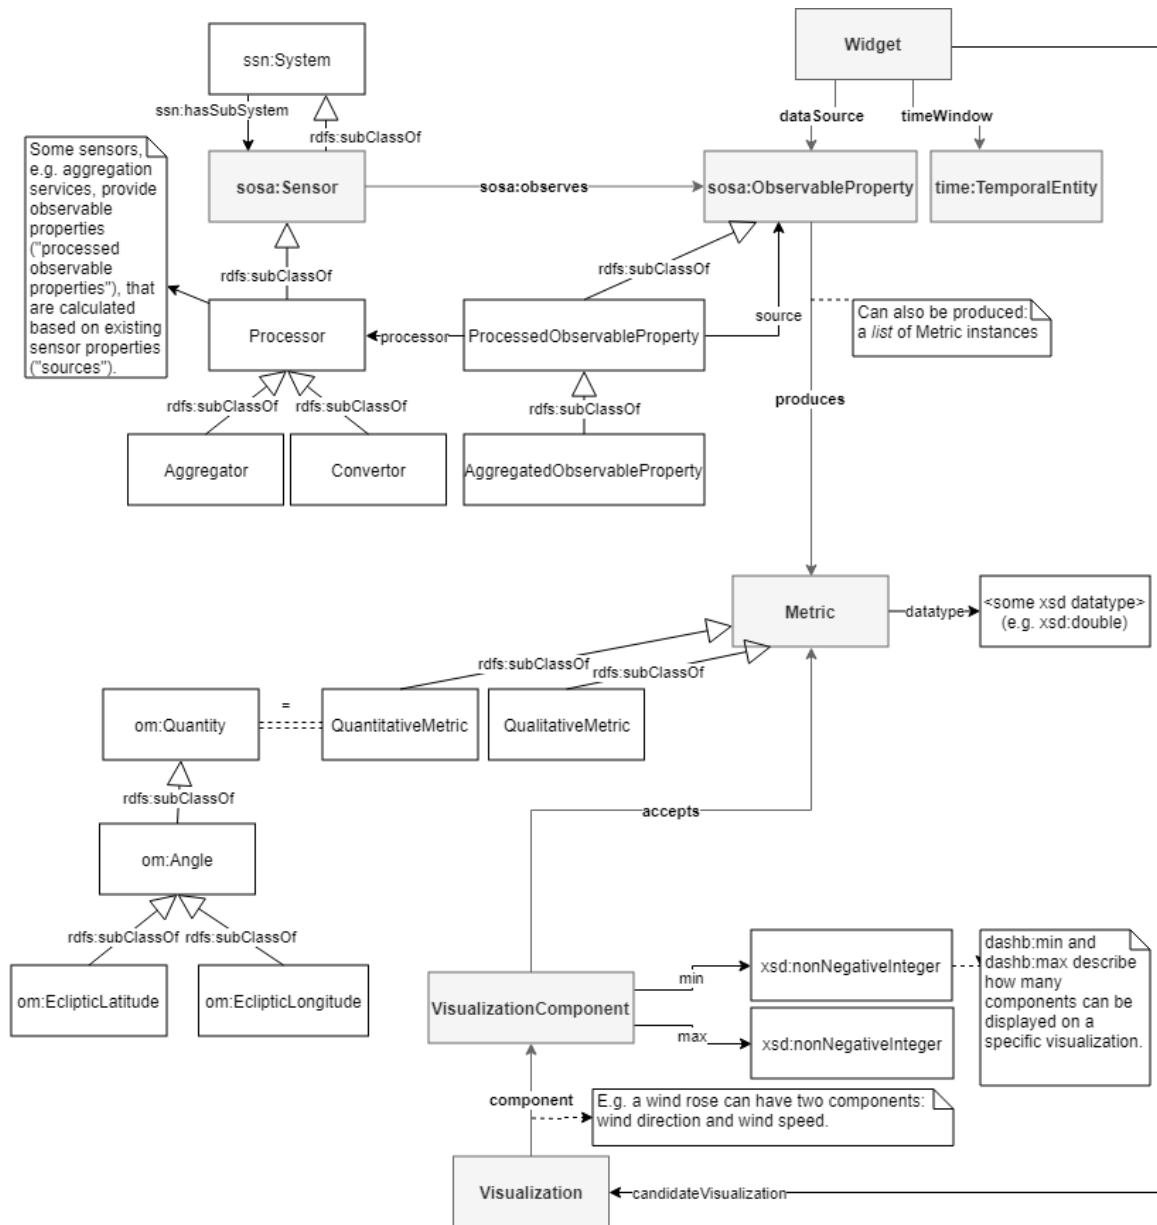 Widget
ssn:System
ssn:hasSubSystem
rdfs:subClassOf
dataSource
timeWindow
Some sensors,
e.g. aggregation
services, provide
observable
properties
("processed
observable
properties"), that
are calculated
based on existing
sensor properties
("sources").
sosa:Sensor
sosa:observes
sosa:ObservableProperty
time:TemporalEntity
rdfs:subClassOf
rdfs:subClassOf
source
Can also be produced:
a list of Metric instances
Processor
processor
ProcessedObservableProperty
rdfs:subClassOf
rdfs:subClassOf
rdfs:subClassOf
produces
Aggregator
Convertor
AggregatedObservableProperty
Metric
datatype
<some xsd datatype>
(e.g. xsd:double)
rdfs:subClassOf
rdfs:subClassOf
om:Quantity
=
QuantitativeMetric
QualitativeMetric
rdfs:subClassOf
accepts
om:Angle
rdfs:subClassOf
rdfs:subClassOf
om:EclipticLatitude
om:EclipticLongitude
VisualizationComponent
min
xsd:nonNegativeInteger
max
xsd:nonNegativeInteger
dashb:min and
dashb:max describe
how many
components can be
displayed on a
specific visualization.
component
E.g. a wind rose can have two components:
wind direction and wind speed.
Visualization
candidateVisualization